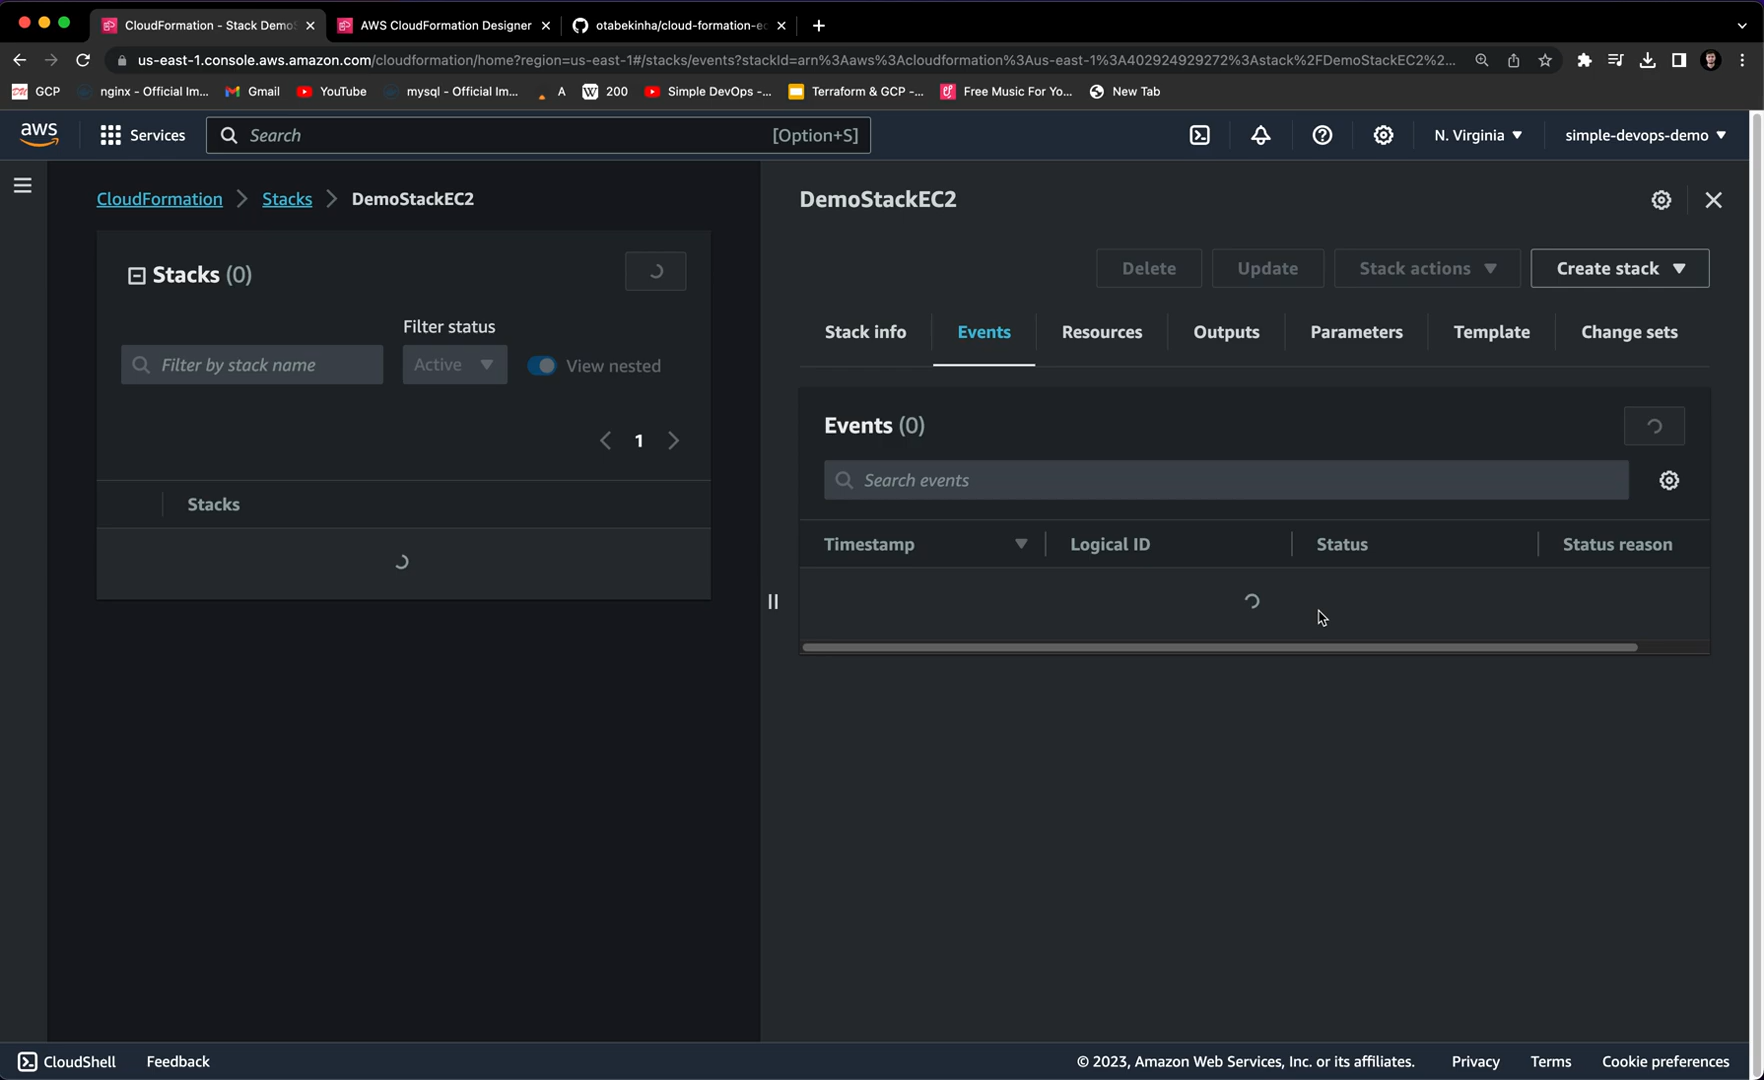 CloudFormation - Stack Demo
AWS CloudFormation Designer
otabekinha/cloud-formation-ec
us-east-1.console.aws.amazon.com/cloudformation/home?region=us-east-1#/stacks/events?stackId=arn%3Aaws%3Acloudformation%3Aus-east-1%3A402924929272%3Astack%2FDemoStackEC2%2...
GCP
nginx - Official Im...
Gmail
YouTube
mysql - Official Im...
A
200
Simple DevOps -...
Terraform & GCP -...
Free Music For Yo...
New Tab
aws
Services
Search
[Option+S]
N. Virginia
simple-devops-demo
CloudFormation
Stacks
DemoStackEC2
Stacks (0)
Filter status
Filter by stack name
Active
View nested
1
Stacks
DemoStackEC2
Delete
Update
Stack actions
Create stack
Stack info
Events
Resources
Outputs
Parameters
Template
Change sets
Events (0)
Search events
Timestamp
Logical ID
Status
Status reason
CloudShell
Feedback
© 2023, Amazon Web Services, Inc. or its affiliates.
Privacy
Terms
Cookie preferences